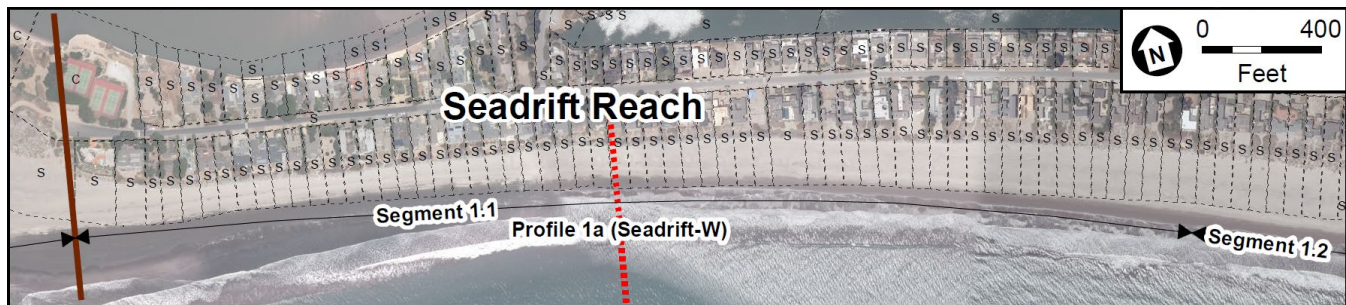 0 400
N
Feet
Seadrift Reach
Segment 1.1
Profile 1a (Seadrift-W)
Segment 1.2
C
C
S